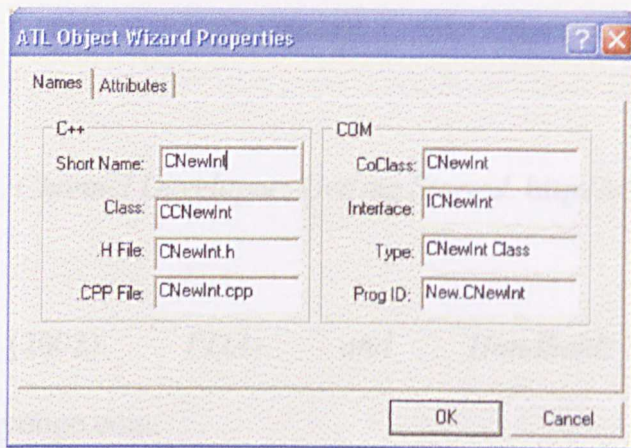 ATL Object Wizard Properties
Names Attributes
C++
Short Name: CNewInt
Class: CCNewInt
.H File: CNewInt.h
.CPP File: CNewInt.cpp
COM
CoClass: CNewInt
Interface: ICNewInt
Type: CNewInt Class
Prog ID: New.CNewInt
OK Cancel